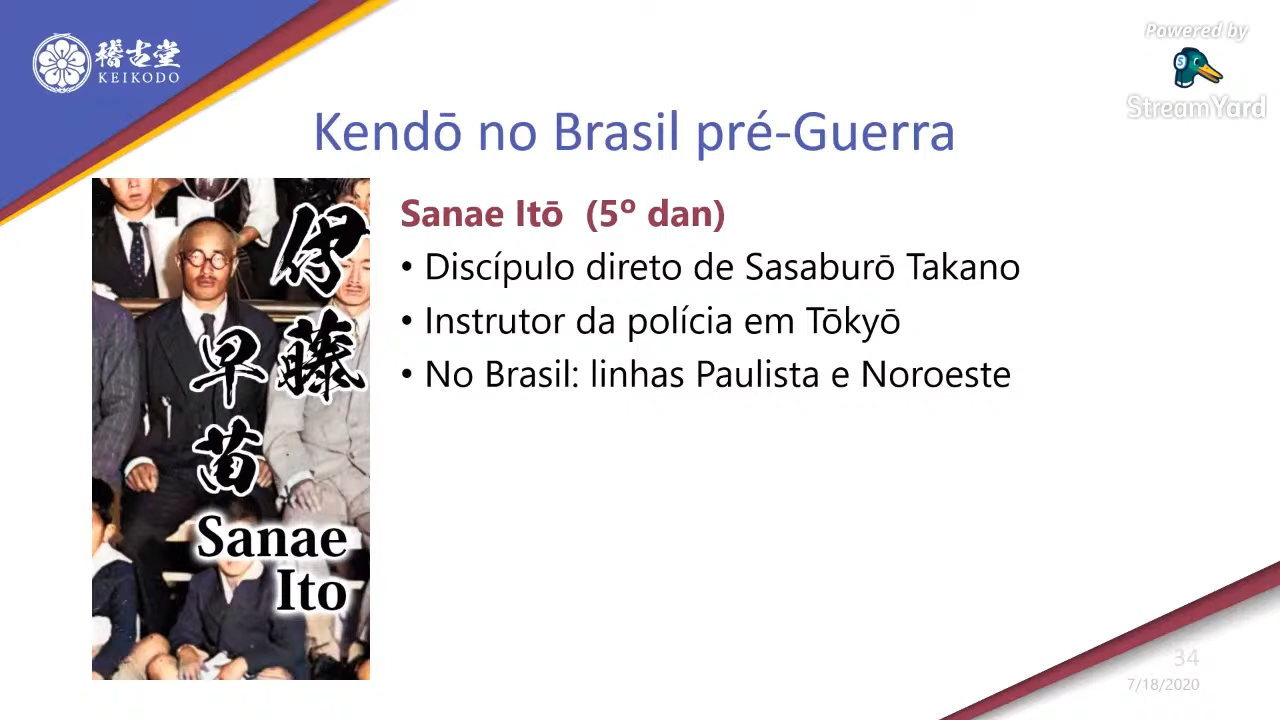 稽古堂
KEIKODO
Powered by
StreamYard
Kendō no Brasil pré-Guerra
伊藤
早苗
Sanae
Ito
Sanae Itō (5º dan)
• Discípulo direto de Sasaburō Takano
• Instrutor da polícia em Tōkyō
• No Brasil: linhas Paulista e Noroeste
34
7/18/2020